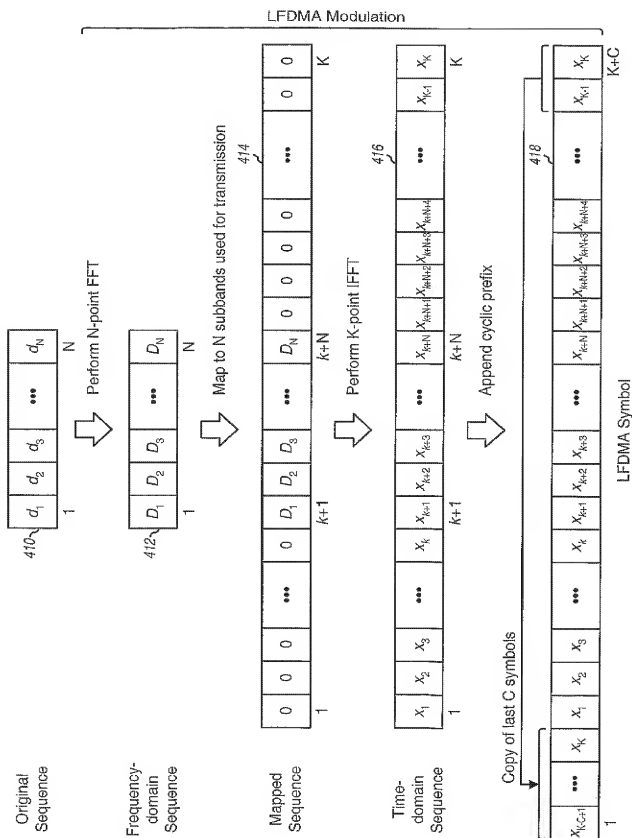 LFDMA Modulation
Original Sequence
410
d1 d2 d3 ••• dN
1 N
Perform N-point FFT
Frequency-domain Sequence
412
D1 D2 D3 ••• DN
1 N
Map to N subbands used for transmission
Mapped Sequence
414
0 0 0 ••• 0 D1 D2 D3 ••• DN 0 0 0 0 ••• 0 0
1 k+1 k+N K
Perform K-point IFFT
Time-domain Sequence
416
X1 X2 X3 ••• Xk Xk+1 Xk+2 Xk+3 ••• Xk+N Xk+N+1 Xk+N+2 Xk+N+3 Xk+N+4 ••• XK-1 XK
1 k+1 k+N K
Append cyclic prefix
Copy of last C symbols
418
XK-C+1 ••• XK X1 X2 X3 ••• Xk Xk+1 Xk+2 Xk+3 ••• Xk+N Xk+N+1 Xk+N+2 Xk+N+3 Xk+N+4 ••• XK-1 XK
1 K+C
LFDMA Symbol